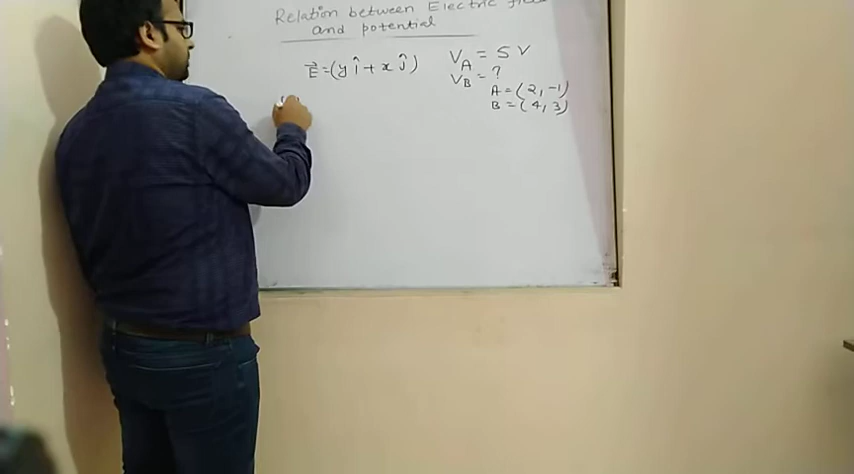 Relation between Electric
and potential
E⃗ = (y î + x ĵ)
V_A = 5 V
V_B = ?
A = (2, -1)
B = (4, 3)